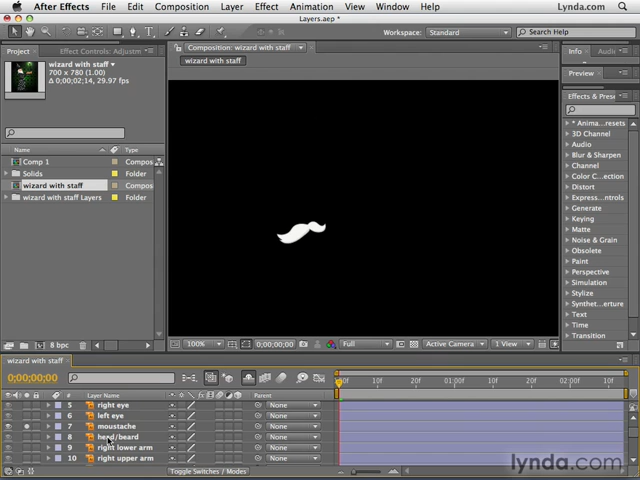 After Effects File Edit Composition Layer Effect Animation View Window Help Lynda.com
Layers.aep *
Workspace: Standard Search Help
Project Effect Controls: Adjustm
Composition: wizard with staff
Info Audio
wizard with staff
wizard with staff
700 x 780 (1.00)
Δ 0;00;02;14, 29.97 fps
Preview
Effects & Prese
Name Type
Comp 1 Compos
Solids Folder
wizard with staff Compos
wizard with staff Layers Folder
* Anima...resets
3D Channel
Audio
Blur & Sharpen
Channel
Color C...ection
Distort
Express...ontrols
Generate
Keying
Matte
Noise & Grain
Obsolete
Paint
Perspective
Simulation
Stylize
Synthet...erture
Text
Time
Transition
8 bpc
100% 0;00;00;00 Full Active Camera 1 View
wizard with staff
0;00;00;00
# Layer Name Parent
:00f 10f 20f 01:00f 10f 20f 02:00f 10f
5 right eye None
6 left eye None
7 moustache None
8 head/beard None
9 right lower arm None
10 right upper arm None
Toggle Switches / Modes
lynda.com